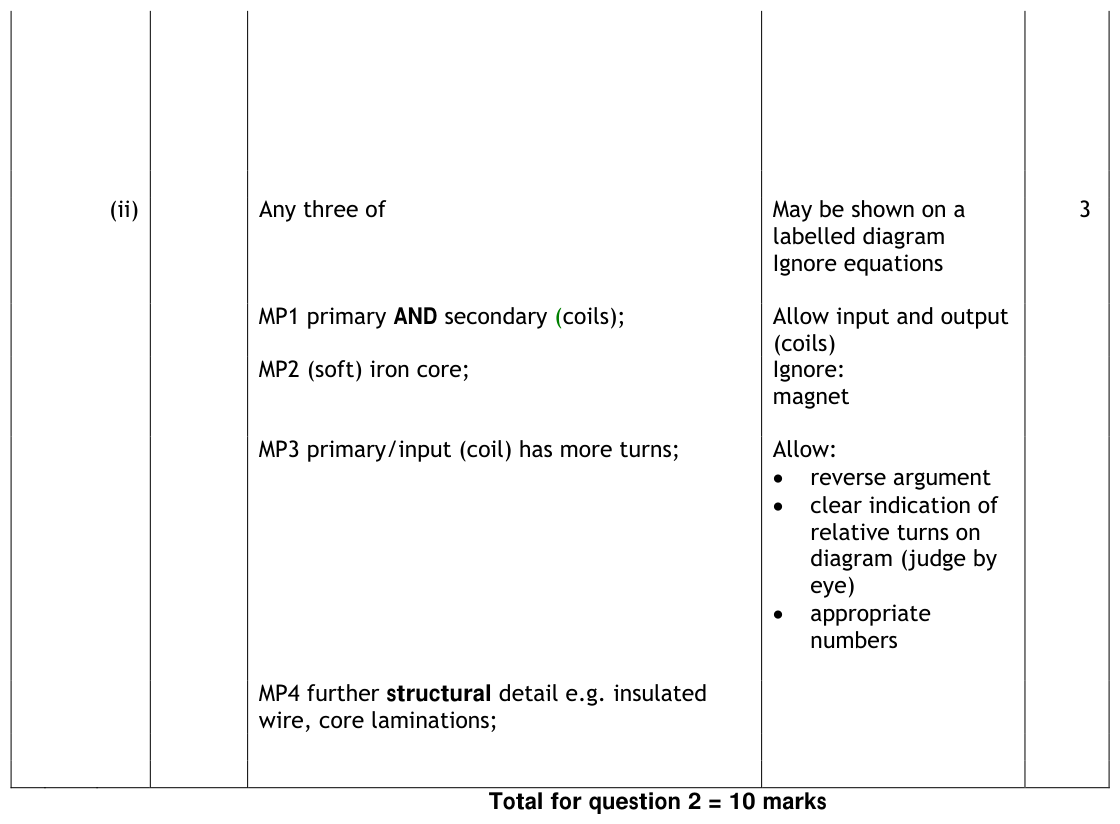 (ii)
Any three of
May be shown on a
labelled diagram
Ignore equations
3
MP1 primary AND secondary (coils);
Allow input and output
(coils)
MP2 (soft) iron core;
Ignore:
magnet
MP3 primary/input (coil) has more turns;
Allow:
• reverse argument
• clear indication of
relative turns on
diagram (judge by
eye)
• appropriate
numbers
MP4 further structural detail e.g. insulated
wire, core laminations;
Total for question 2 = 10 marks